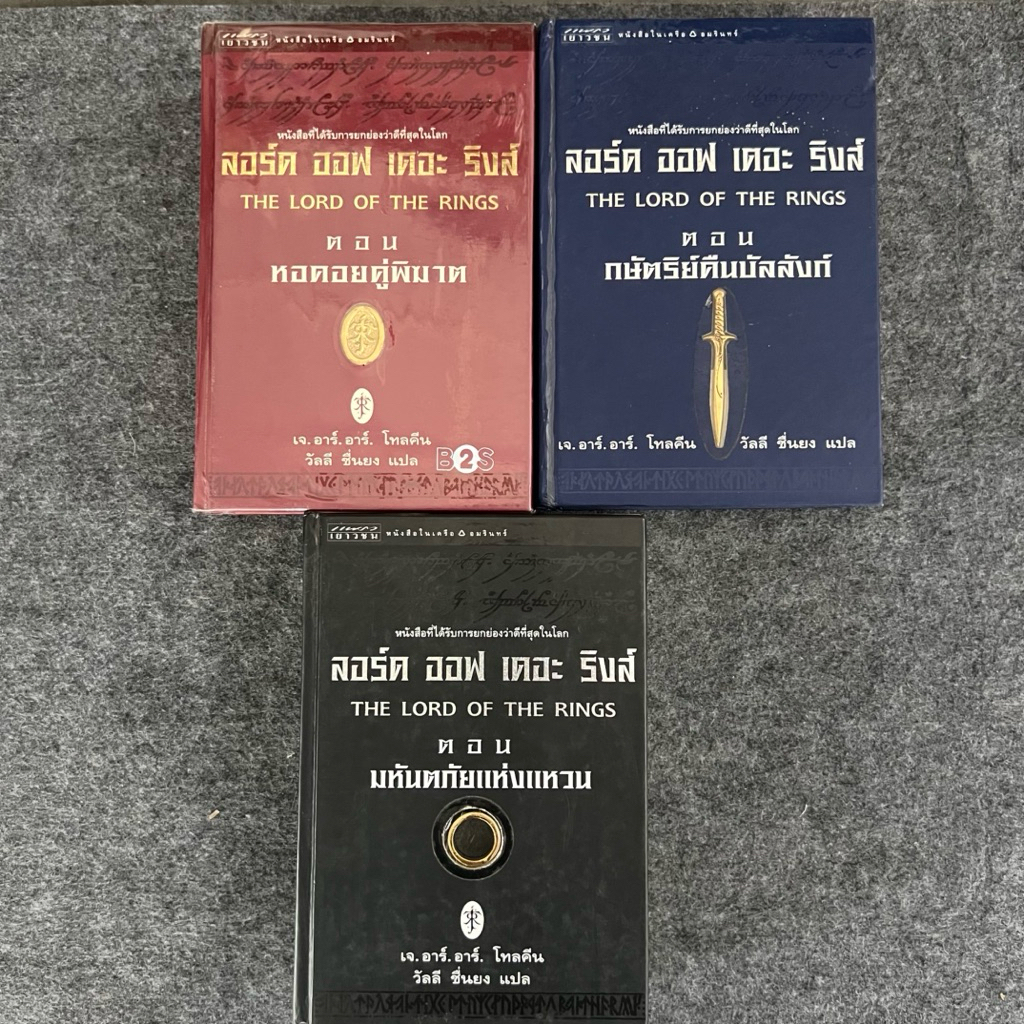 แพรว
เยาวชน หนังสือในเครือ อมรินทร์
หนังสือที่ได้รับการยกย่องว่าดีที่สุดในโลก
ลอร์ด ออฟ เดอะ ริงส์
THE LORD OF THE RINGS
ตอน
หอคอยคู่พิฆาต
เจ.อาร์.อาร์. โทลคีน
วัลลี ชื่นยง แปล
B2S
แพรว
เยาวชน หนังสือในเครือ อมรินทร์
หนังสือที่ได้รับการยกย่องว่าดีที่สุดในโลก
ลอร์ด ออฟ เดอะ ริงส์
THE LORD OF THE RINGS
ตอน
กษัตริย์คืนบัลลังก์
เจ.อาร์.อาร์. โทลคีน วัลลี ชื่นยง แปล
แพรว
เยาวชน หนังสือในเครือ อมรินทร์
หนังสือที่ได้รับการยกย่องว่าดีที่สุดในโลก
ลอร์ด ออฟ เดอะ ริงส์
THE LORD OF THE RINGS
ตอน
มหันตภัยแห่งแหวน
เจ.อาร์.อาร์. โทลคีน
วัลลี ชื่นยง แปล